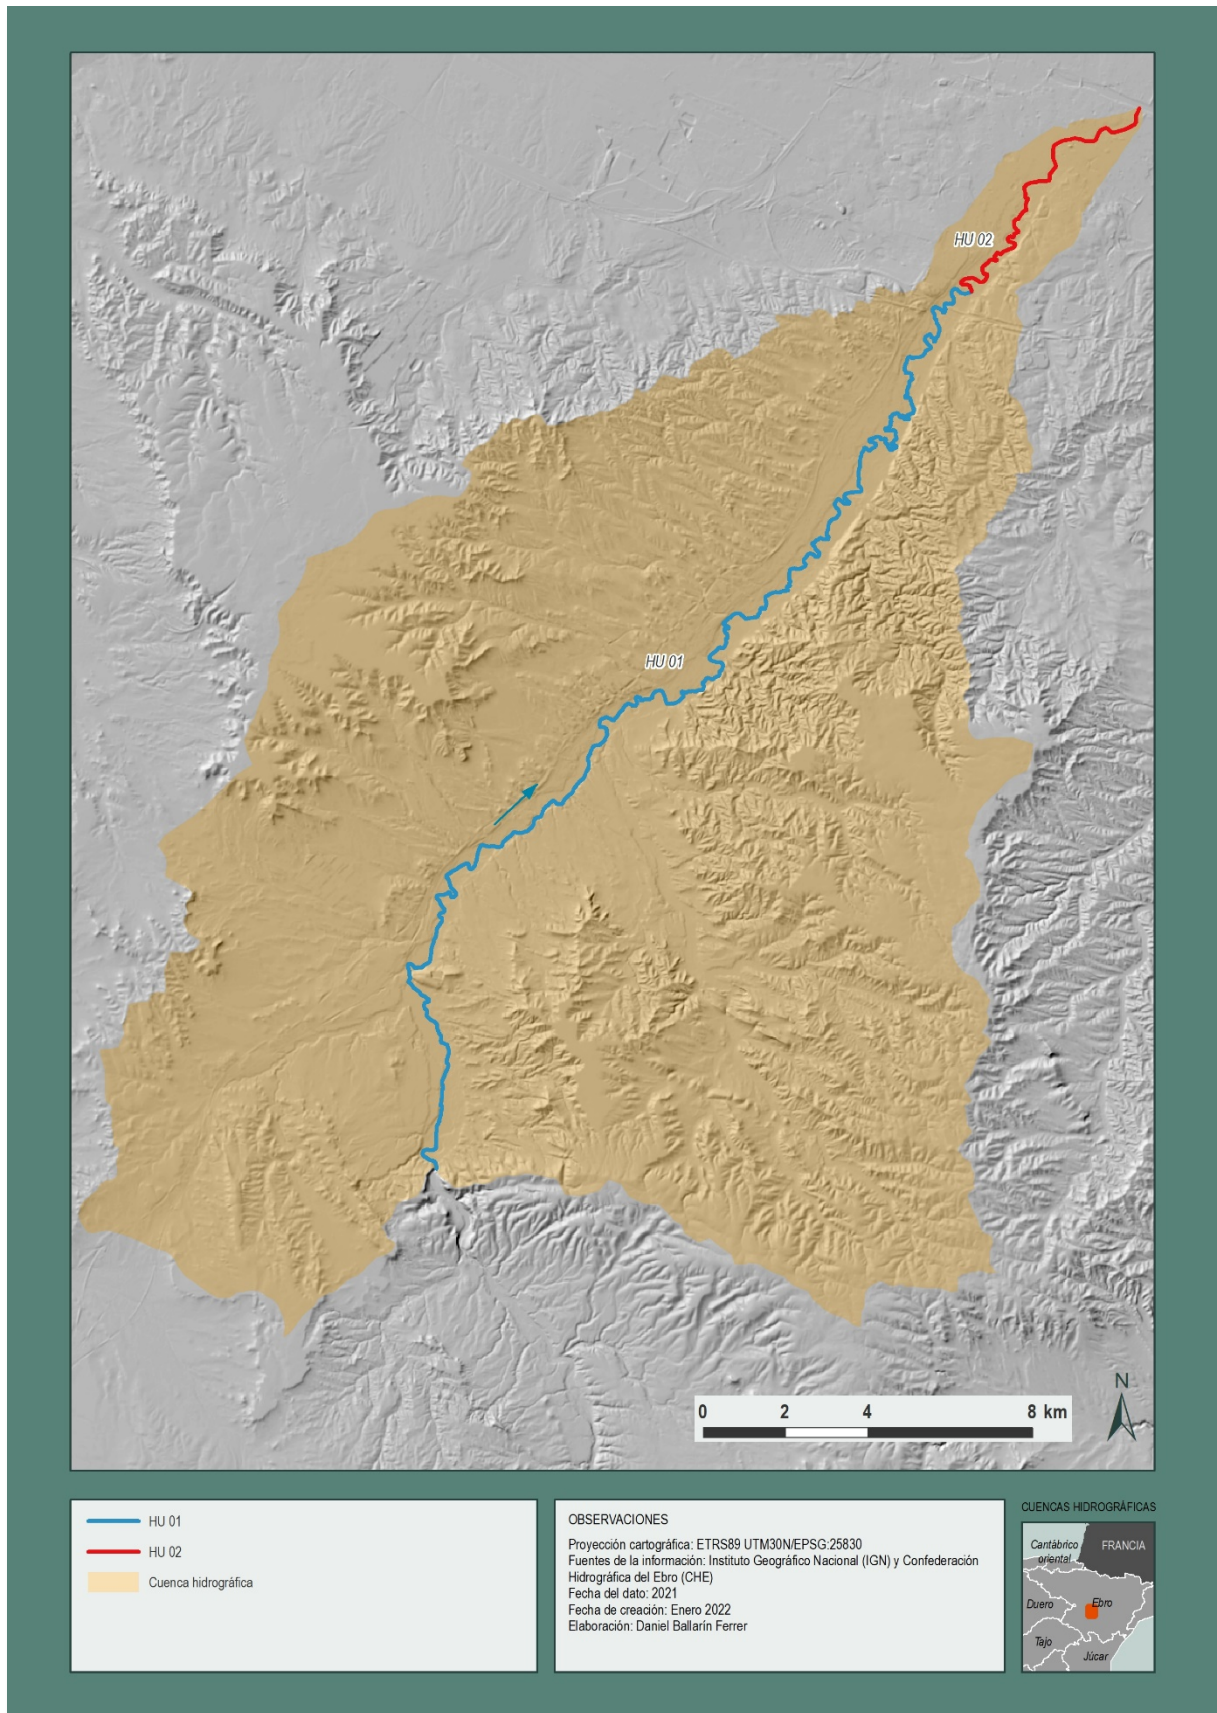 HU 02
HU 01
N
0 2 4 8 km
HU 01
HU 02
Cuenca hidrográfica
OBSERVACIONES
Proyección cartográfica: ETRS89 UTM30N/EPSG:25830
Fuentes de la información: Instituto Geográfico Nacional (IGN) y Confederación
Hidrográfica del Ebro (CHE)
Fecha del dato: 2021
Fecha de creación: Enero 2022
Elaboración: Daniel Ballarín Ferrer
CUENCAS HIDROGRÁFICAS
Cantábrico
oriental
FRANCIA
Duero
Ebro
Tajo
Júcar